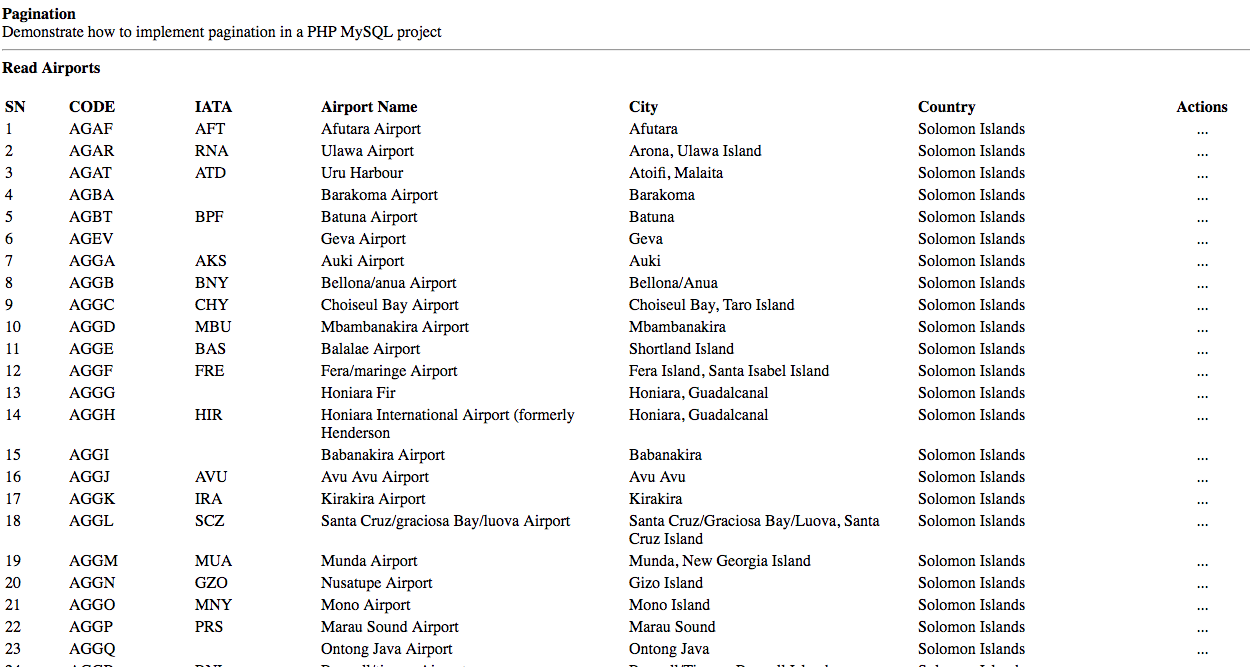 Pagination
Demonstrate how to implement pagination in a PHP MySQL project
Read Airports
SN CODE IATA Airport Name City Country Actions
1 AGAF AFT Afutara Airport Afutara Solomon Islands ...
2 AGAR RNA Ulawa Airport Arona, Ulawa Island Solomon Islands ...
3 AGAT ATD Uru Harbour Atoifi, Malaita Solomon Islands ...
4 AGBA Barakoma Airport Barakoma Solomon Islands ...
5 AGBT BPF Batuna Airport Batuna Solomon Islands ...
6 AGEV Geva Airport Geva Solomon Islands ...
7 AGGA AKS Auki Airport Auki Solomon Islands ...
8 AGGB BNY Bellona/anua Airport Bellona/Anua Solomon Islands ...
9 AGGC CHY Choiseul Bay Airport Choiseul Bay, Taro Island Solomon Islands ...
10 AGGD MBU Mbambanakira Airport Mbambanakira Solomon Islands ...
11 AGGE BAS Balalae Airport Shortland Island Solomon Islands ...
12 AGGF FRE Fera/maringe Airport Fera Island, Santa Isabel Island Solomon Islands ...
13 AGGG Honiara Fir Honiara, Guadalcanal Solomon Islands ...
14 AGGH HIR Honiara International Airport (formerly Honiara, Guadalcanal Solomon Islands ...
Henderson
15 AGGI Babanakira Airport Babanakira Solomon Islands ...
16 AGGJ AVU Avu Avu Airport Avu Avu Solomon Islands ...
17 AGGK IRA Kirakira Airport Kirakira Solomon Islands ...
18 AGGL SCZ Santa Cruz/graciosa Bay/luova Airport Santa Cruz/Graciosa Bay/Luova, Santa Solomon Islands ...
Cruz Island
19 AGGM MUA Munda Airport Munda, New Georgia Island Solomon Islands ...
20 AGGN GZO Nusatupe Airport Gizo Island Solomon Islands ...
21 AGGO MNY Mono Airport Mono Island Solomon Islands ...
22 AGGP PRS Marau Sound Airport Marau Sound Solomon Islands ...
23 AGGQ Ontong Java Airport Ontong Java Solomon Islands ...